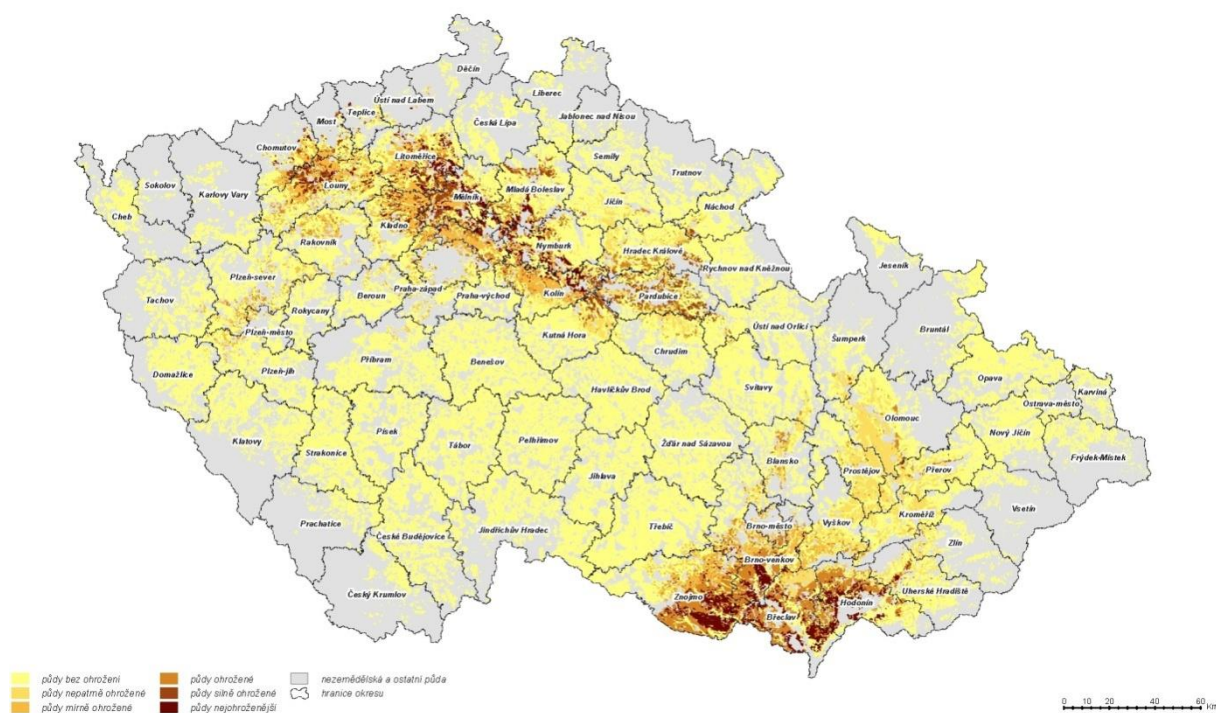 Děčín
Liberec
Ústí nad Labem
Teplice
Jablonec nad Nisou
Most
Česká Lípa
Chomutov
Litoměřice
Semily
Trutnov
Sokolov
Karlovy Vary
Louny
Mladá Boleslav
Mělník
Jičín
Náchod
Cheb
Kladno
Rakovník
Nymburk
Hradec Králové
Rychnov nad Kněžnou
Jeseník
Plzeň-sever
Tachov
Beroun
Praha-západ
Praha-východ
Kolín
Pardubice
Rokycany
Plzeň-město
Kutná Hora
Ústí nad Orlicí
Šumperk
Bruntál
Chrudim
Příbram
Benešov
Domažlice
Plzeň-jih
Opava
Karviná
Havlíčkův Brod
Svitavy
Ostrava-město
Olomouc
Klatovy
Písek
Tábor
Pelhřimov
Žďár nad Sázavou
Nový Jičín
Strakonice
Blansko
Frýdek-Místek
Prostějov
Přerov
Jihlava
Vsetín
Kroměříž
Prachatice
Jindřichův Hradec
Třebíč
Brno-město
Vyškov
České Budějovice
Zlín
Brno-venkov
Uherské Hradiště
Český Krumlov
Znojmo
Hodonín
Břeclav
půdy bez ohrožení
půdy ohrožené
nezemědělská a ostatní půda
půdy nepatrně ohrožené
půdy silně ohrožené
hranice okresu
půdy mírně ohrožené
půdy nejohroženější
0 10 20 40 60
Km